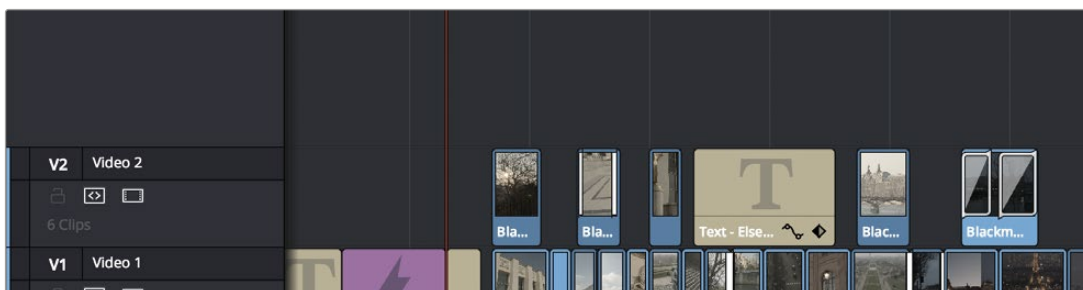 V2 Video 2
6 Clips
Bla... Bla... Text - Else... Blac... Blackm...
T
V1 Video 1
T